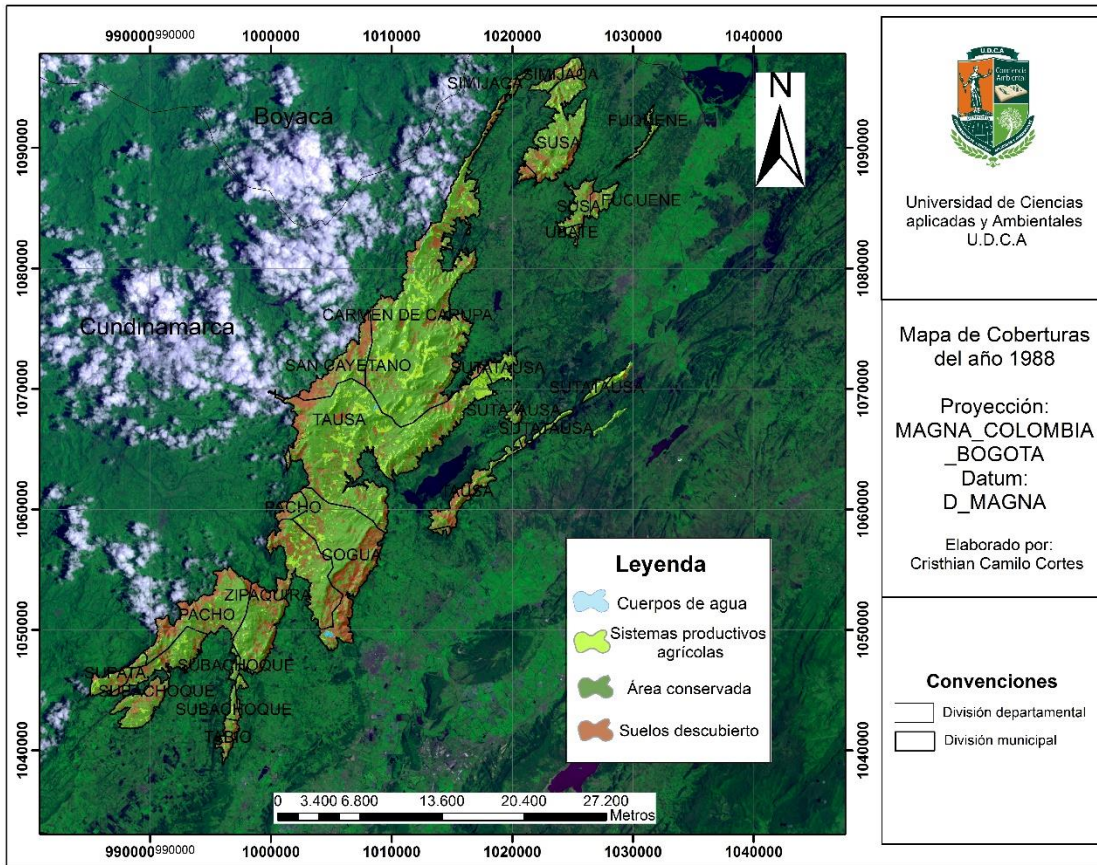 990000990000 1000000 1010000 1020000 1030000 1040000
1090000
1080000
1070000
1060000
1050000
1040000
1090000
1080000
1070000
1060000
1050000
1040000
Boyacá
Cundinamarca
SIMIJACA
SIMIJACA
FUQUENE
SUSA
FUQUENE
SUSA
UBATE
CARMEN DE CARUPA
SAN CAYETANO
SUTATAUSA
SUTATAUSA
TAUSA
SUTATAUSA
SUTATAUSA
TAUSA
PACHO
COGUA
ZIPAQUIRA
PACHO
SUBACHOQUE
SUPATA
SUBACHOQUE
TABIO
N
Leyenda
Cuerpos de agua
Sistemas productivos
agrícolas
Área conservada
Suelos descubierto
0 3.400 6.800 13.600 20.400 27.200
Metros
990000990000 1000000 1010000 1020000 1030000 1040000
U.D.C.A
Conciencia
Ambiental
Universidad de Ciencias
aplicadas y Ambientales
U.D.C.A
Mapa de Coberturas
del año 1988
Proyección:
MAGNA_COLOMBIA
_BOGOTA
Datum:
D_MAGNA
Elaborado por:
Cristhian Camilo Cortes
Convenciones
División departamental
División municipal